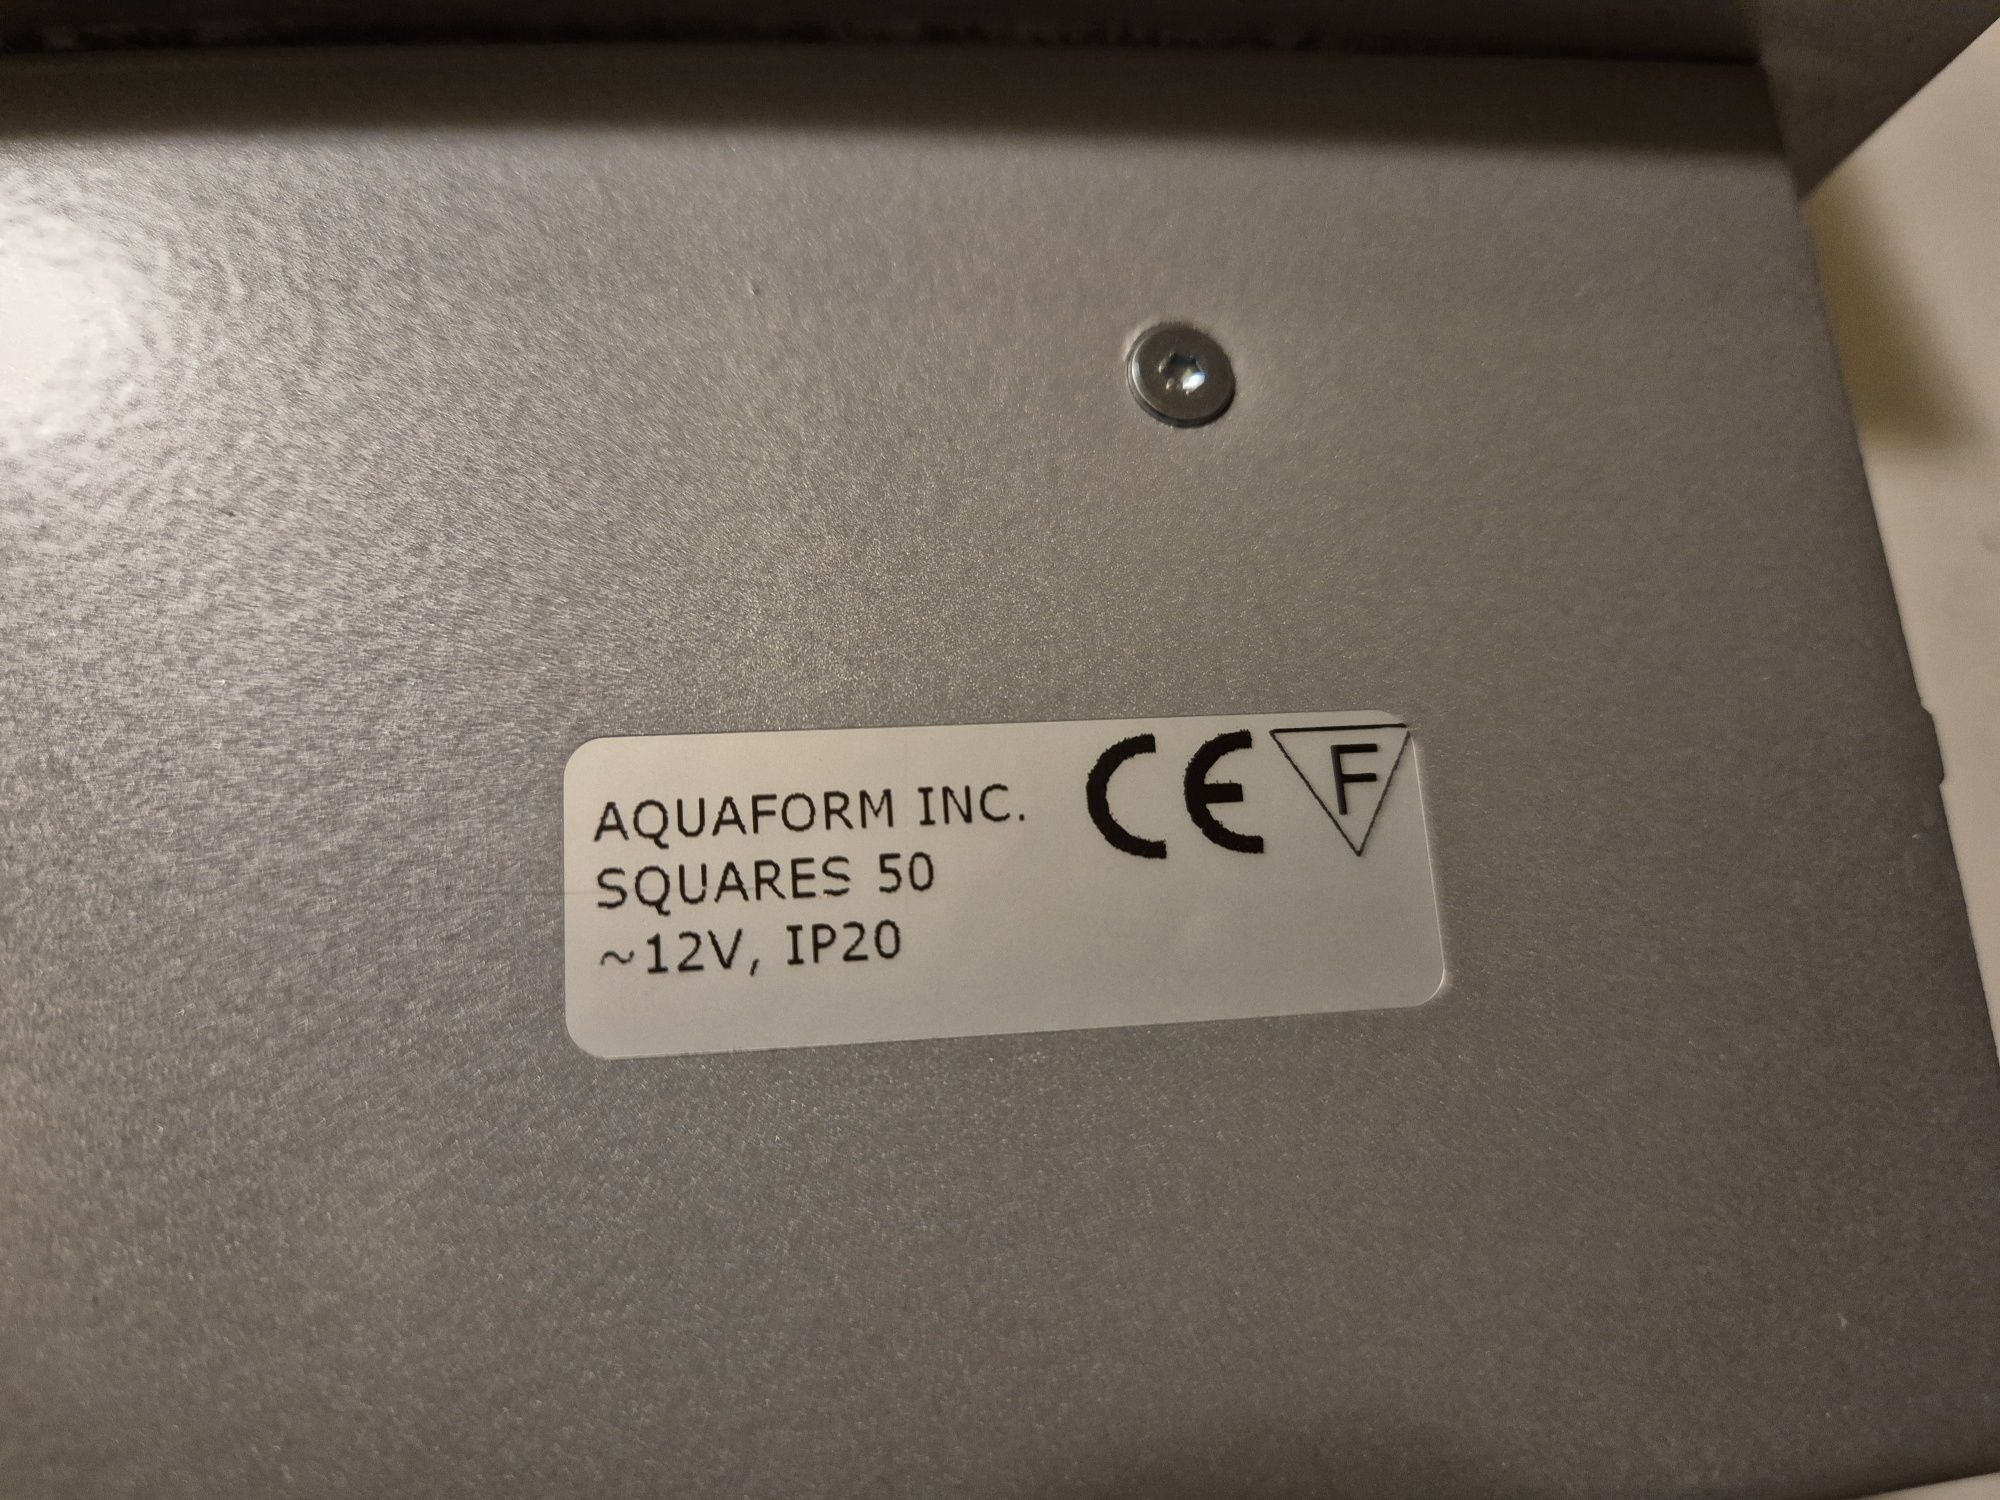 AQUAFORM INC. CE F
SQUARES 50
~12V, IP20